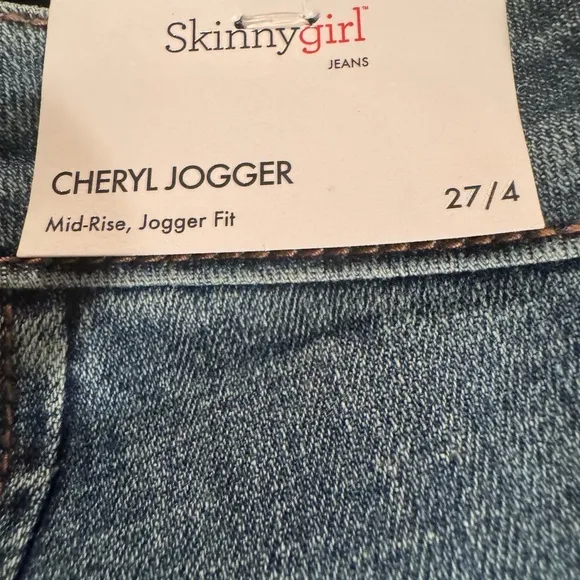 Skinnygirl™
JEANS
CHERYL JOGGER
Mid-Rise, Jogger Fit
27/4